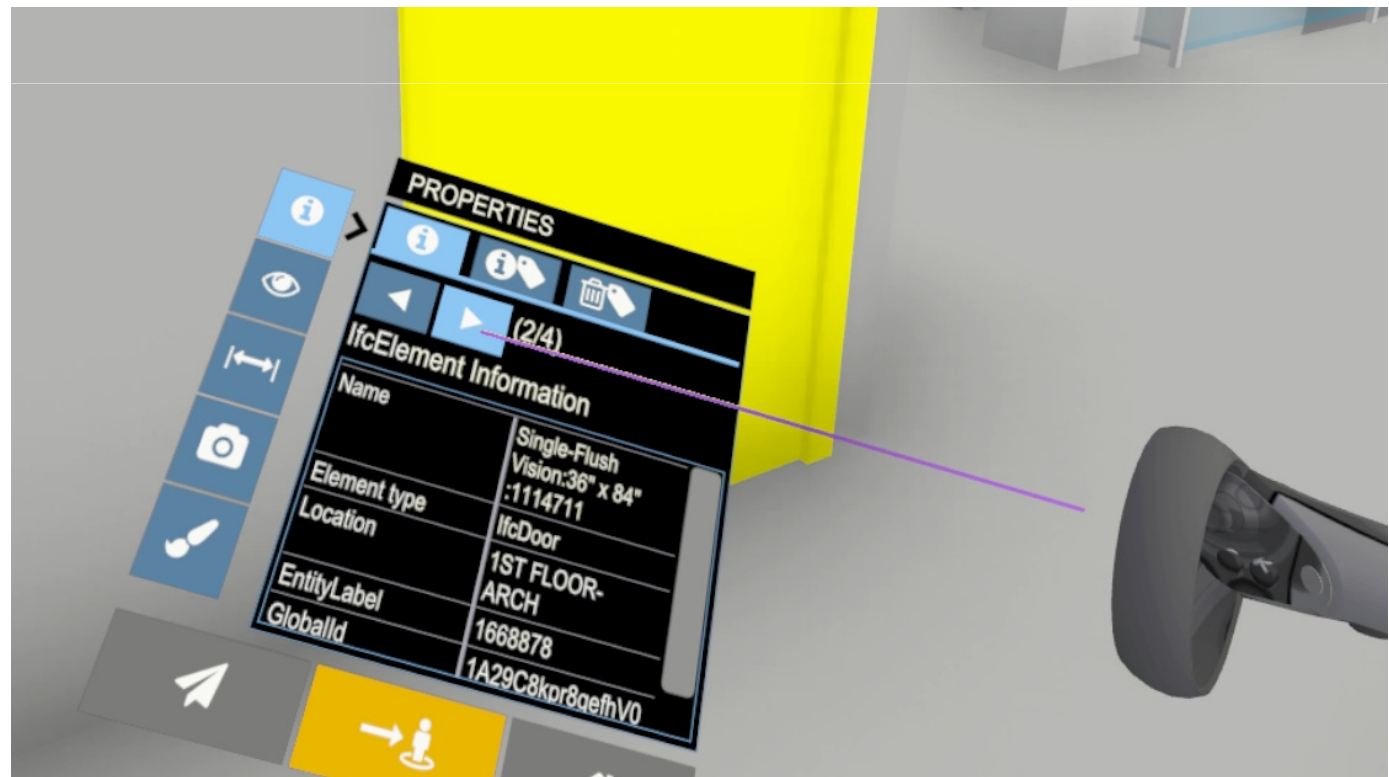 PROPERTIES
(2/4)
IfcElement Information
Name
Single-Flush
Vision:36" x 84"
:1114711
Element type
IfcDoor
Location
1ST FLOOR-
ARCH
EntityLabel
1668878
GlobalId
1A29C8kpr8qefhV0